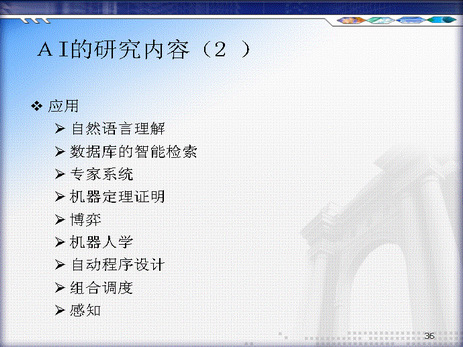 AI的研究内容（2 ）
❖ 应用
➢ 自然语言理解
➢ 数据库的智能检索
➢ 专家系统
➢ 机器定理证明
➢ 博弈
➢ 机器人学
➢ 自动程序设计
➢ 组合调度
➢ 感知
36